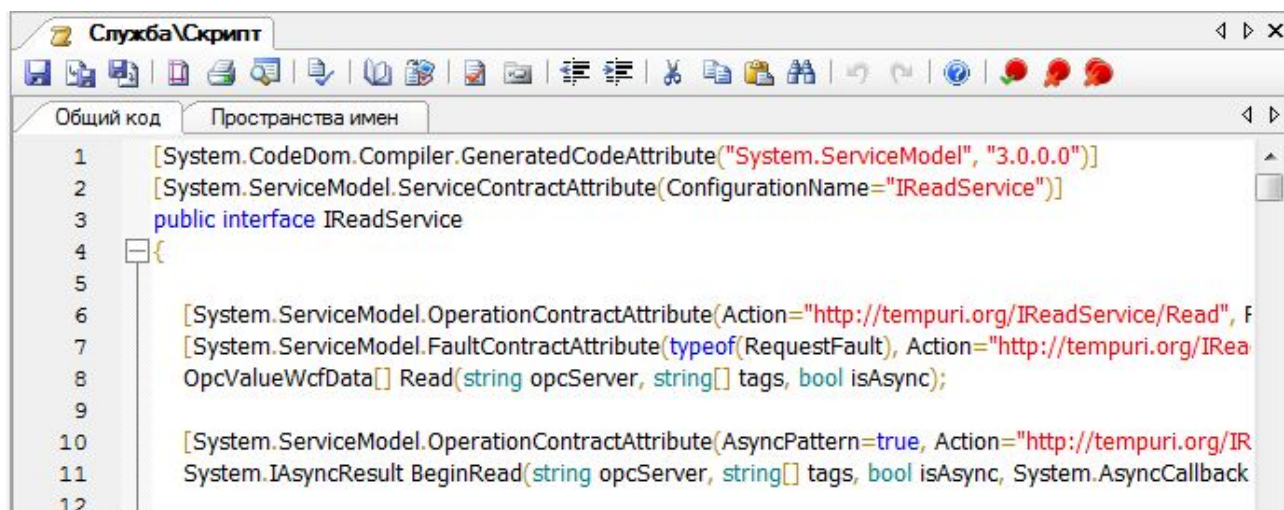 Служба\Скрипт
Общий код Пространства имен
1 [System.CodeDom.Compiler.GeneratedCodeAttribute("System.ServiceModel", "3.0.0.0")]
2 [System.ServiceModel.ServiceContractAttribute(ConfigurationName="IReadService")]
3 public interface IReadService
4 {
5
6 [System.ServiceModel.OperationContractAttribute(Action="http://tempuri.org/IReadService/Read",
7 [System.ServiceModel.FaultContractAttribute(typeof(RequestFault), Action="http://tempuri.org/IRea
8 OpcValueWcfData[] Read(string opcServer, string[] tags, bool isAsync);
9
10 [System.ServiceModel.OperationContractAttribute(AsyncPattern=true, Action="http://tempuri.org/IR
11 System.IAsyncResult BeginRead(string opcServer, string[] tags, bool isAsync, System.AsyncCallback
12